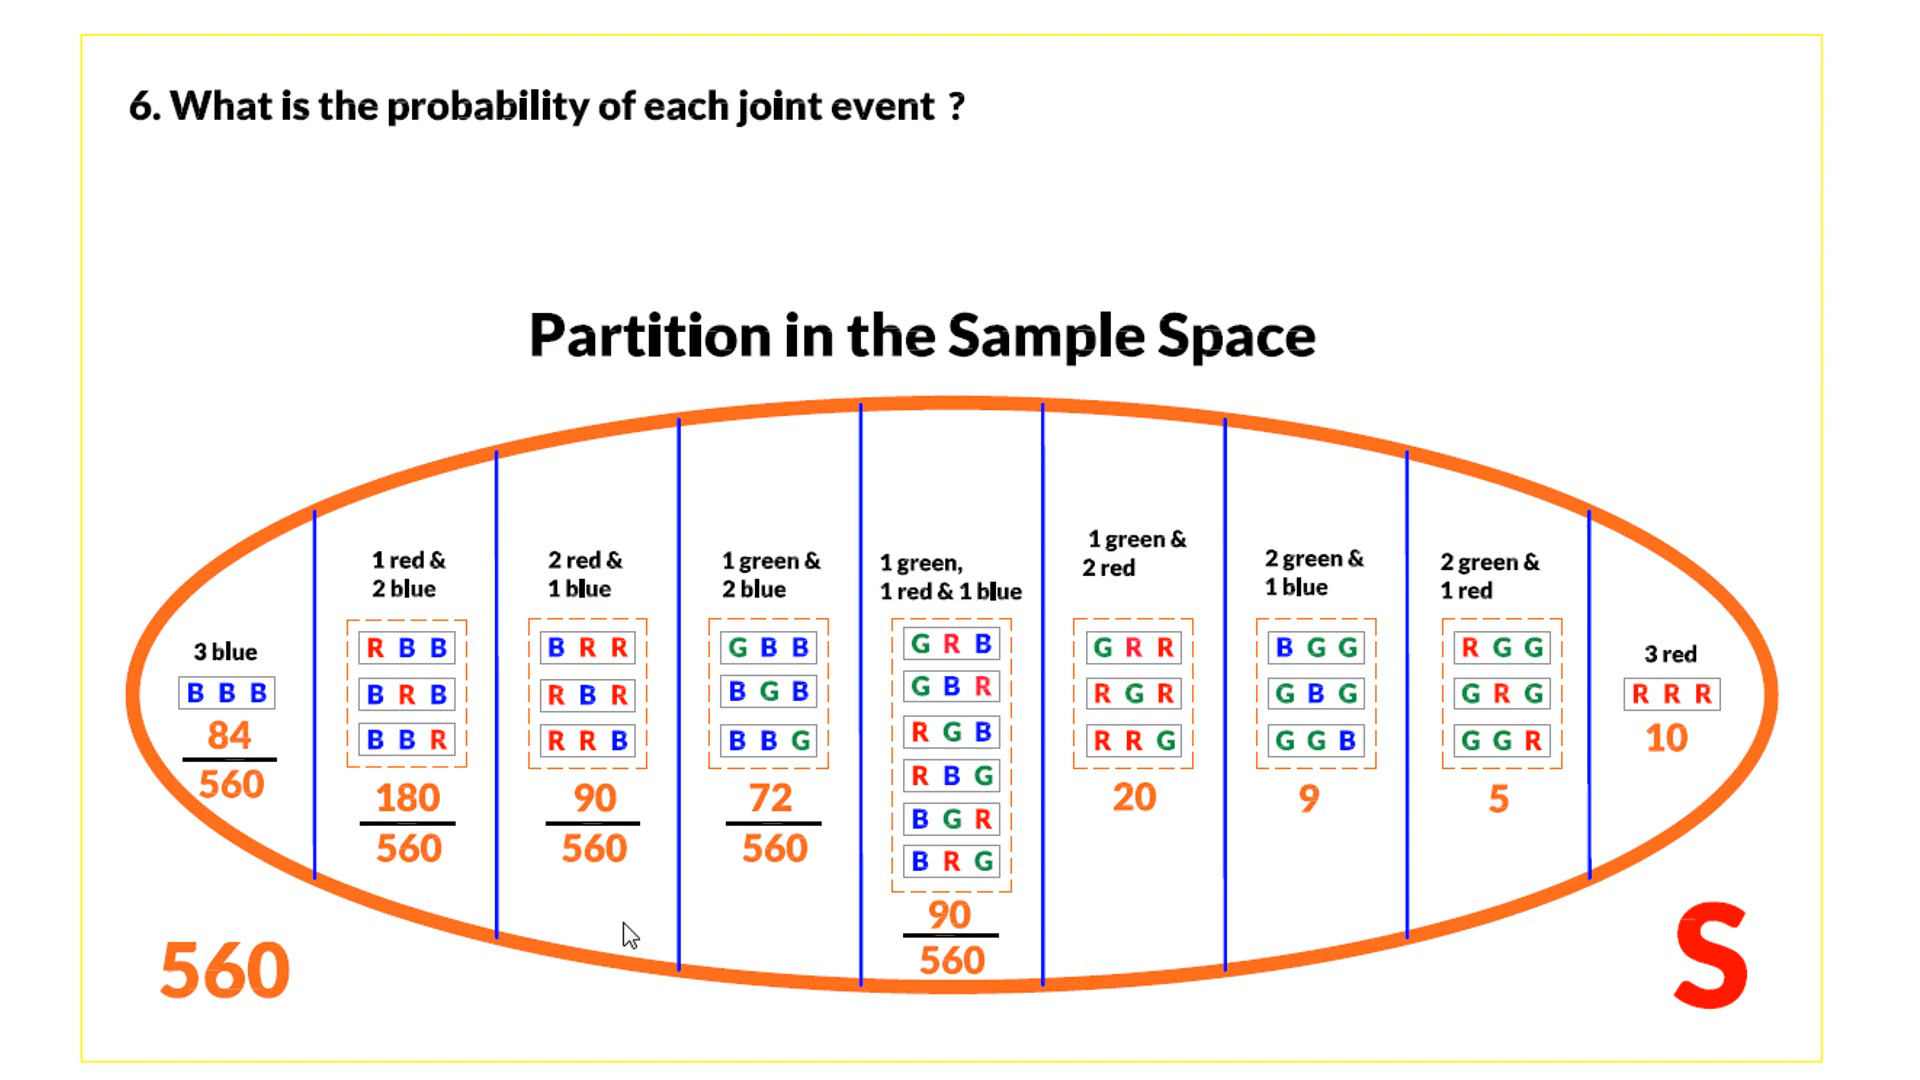 6. What is the probability of each joint event ?
Partition in the Sample Space
3 blue
B B B
84
560
1 red &
2 blue
R B B
B R B
B B R
180
560
2 red &
1 blue
B R R
R B R
R R B
90
560
1 green &
2 blue
G B B
B G B
B B G
72
560
1 green,
1 red & 1 blue
G R B
G B R
R G B
R B G
B G R
B R G
90
560
1 green &
2 red
G R R
R G R
R R G
20
2 green &
1 blue
B G G
G B G
G G B
9
2 green &
1 red
R G G
G R G
G G R
5
3 red
R R R
10
560
S